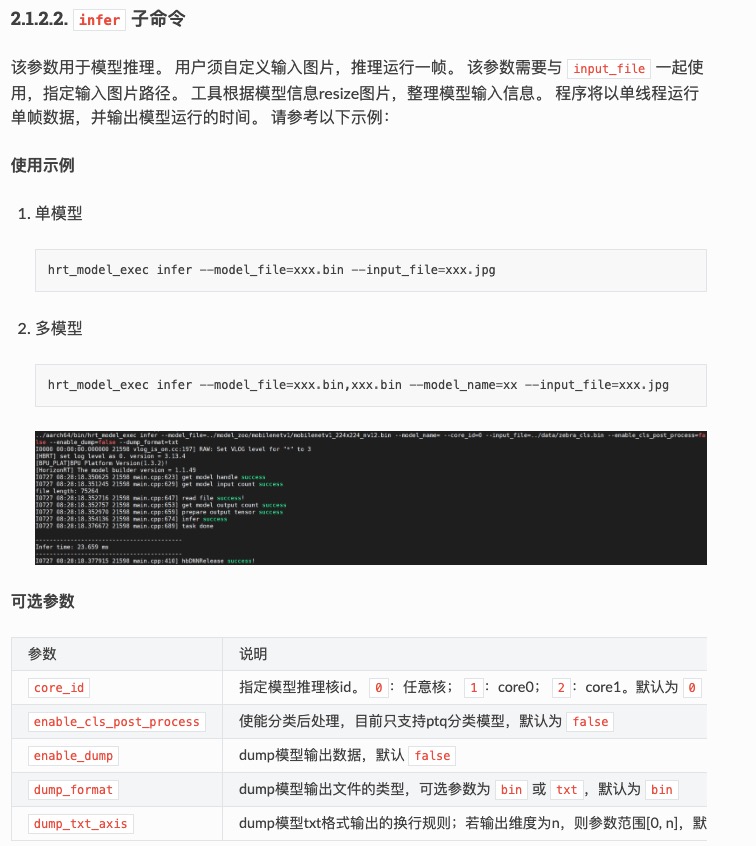 2.1.2.2. infer 子命令
该参数用于模型推理。 用户须自定义输入图片，推理运行一帧。 该参数需要与 input_file 一起使
用，指定输入图片路径。 工具根据模型信息resize图片，整理模型输入信息。 程序将以单线程运行
单帧数据，并输出模型运行的时间。 请参考以下示例：
使用示例
1. 单模型
hrt_model_exec infer --model_file=xxx.bin --input_file=xxx.jpg
2. 多模型
hrt_model_exec infer --model_file=xxx.bin,xxx.bin --model_name=xx --input_file=xxx.jpg
../aarch64/bin/hrt_model_exec infer --model_file=../model_zoo/mobilenetv1/mobilenetv1_224x224_nv12.bin --model_name= --core_id=0 --input_file=../data/zebra_cls.bin --enable_cls_post_process=fa
lse --enable_dump=false --dump_format=txt
I0000 00:00:00.000000 21598 vlog_is_on.cc:197] RAW: Set VLOG level for "*" to 3
[HBRT] set log level as 0. version = 3.13.4
[BPU_PLAT]BPU Platform Version(1.3.2)!
[HorizonRT] The model builder version = 1.1.45
I0727 08:28:18.350625 21598 main.cpp:623] get model handle success
I0727 08:28:18.351245 21598 main.cpp:629] get model input count success
file length: 75264
I0727 08:28:18.352716 21598 main.cpp:647] read file success!
I0727 08:28:18.352757 21598 main.cpp:653] get model output count success
I0727 08:28:18.352970 21598 main.cpp:659] prepare output tensor success
I0727 08:28:18.354136 21598 main.cpp:674] infer success
I0727 08:28:18.376672 21598 main.cpp:689] task done
Infer time: 23.659 ms
I0727 08:28:18.377915 21598 main.cpp:410] hbDNNRelease success!
可选参数
参数 说明
core_id 指定模型推理核id。 0 ：任意核； 1 ：core0； 2 ：core1。默认为 0
enable_cls_post_process 使能分类后处理，目前只支持ptq分类模型，默认为 false
enable_dump dump模型输出数据，默认 false
dump_format dump模型输出文件的类型，可选参数为 bin 或 txt ，默认为 bin
dump_txt_axis dump模型txt格式输出的换行规则；若输出维度为n，则参数范围[0, n]，默